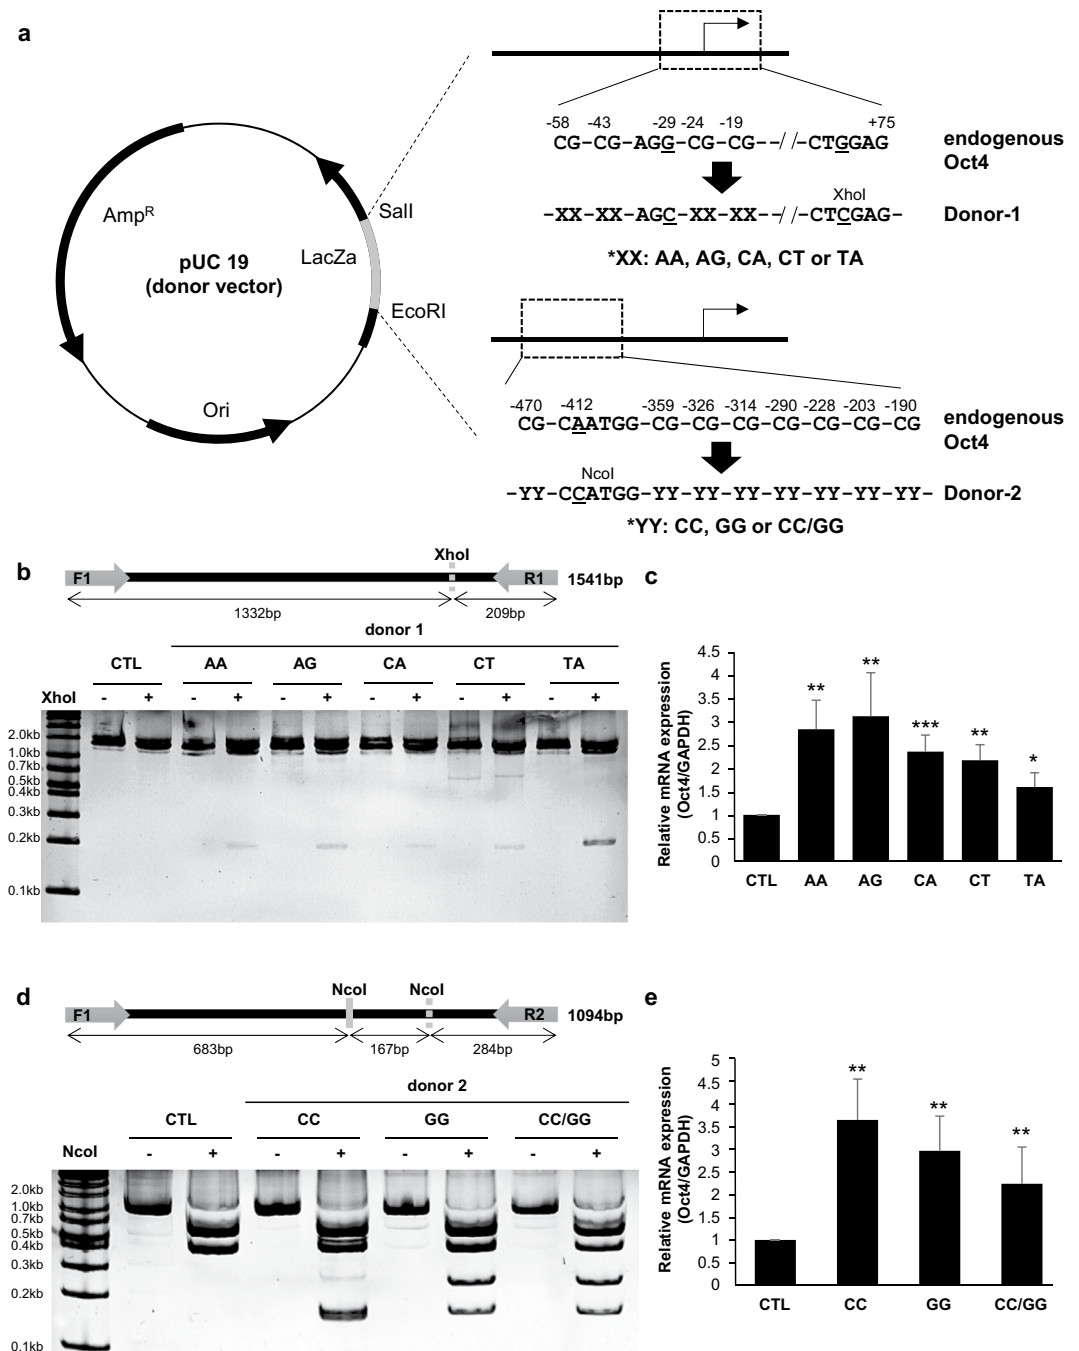 a
Amp^R
pUC 19
(donor vector)
LacZa
SalI
EcoRI
Ori
-58 -43 -29 -24 -19 +75
CG-CG-AGG-CG-CG--//-CTGGAG
endogenous
Oct4
XhoI
-XX-XX-AGC-XX-XX--//-CTCGAG-
Donor-1
*XX: AA, AG, CA, CT or TA
-470 -412 -359 -326 -314 -290 -228 -203 -190
CG-CAATGG-CG-CG-CG-CG-CG-CG-CG
endogenous
Oct4
NcoI
-YY-CCATGG-YY-YY-YY-YY-YY-YY-YY-
Donor-2
*YY: CC, GG or CC/GG
b
XhoI
F1 R1 1541bp
1332bp 209bp
donor 1
CTL AA AG CA CT TA
XhoI - + - + - + - + - + - +
2.0kb
1.0kb
0.7kb
0.5kb
0.4kb
0.3kb
0.2kb
0.1kb
c
Relative mRNA expression
(Oct4/GAPDH)
4.5
4
3.5
3
2.5
2
1.5
1
0.5
0
** ** *** ** *
CTL AA AG CA CT TA
d
NcoI NcoI
F1 R2 1094bp
683bp 167bp 284bp
donor 2
CTL CC GG CC/GG
NcoI - + - + - + - +
2.0kb
1.0kb
0.7kb
0.5kb
0.4kb
0.3kb
0.2kb
0.1kb
e
Relative mRNA expression
(Oct4/GAPDH)
5
4.5
4
3.5
3
2.5
2
1.5
1
0.5
0
** ** **
CTL CC GG CC/GG